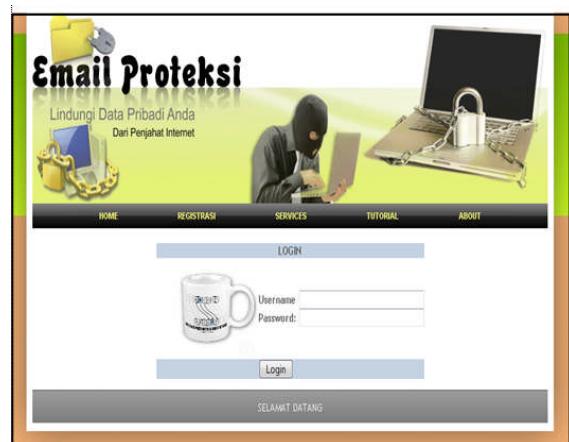 Email Proteksi
Lindungi Data Pribadi Anda
Dari Penjahat Internet
HOME REGISTRASI SERVICES TUTORIAL ABOUT
LOGIN
Username
Password:
Login
SELAMAT DATANG